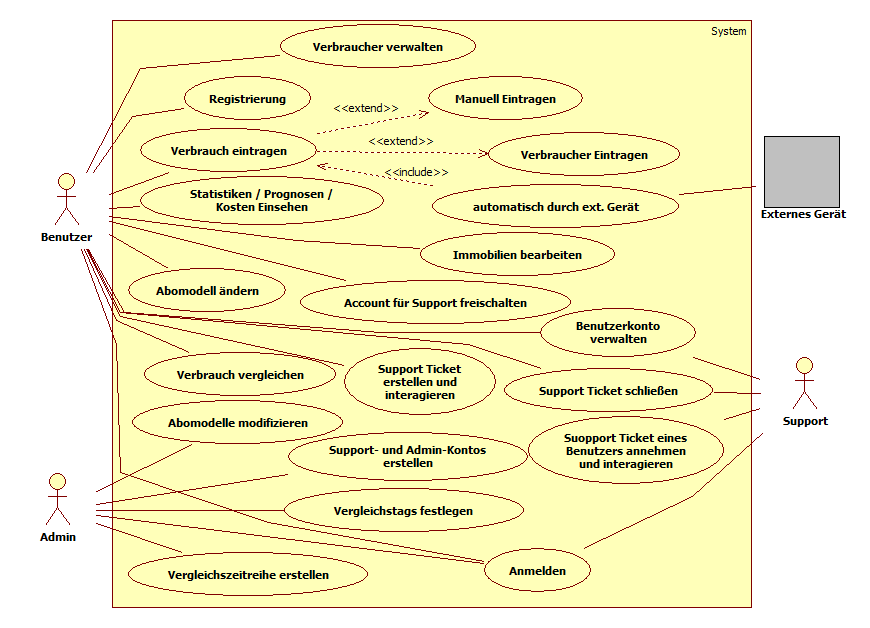 System
Verbraucher verwalten
Registrierung
<<extend>>
Manuell Eintragen
Verbrauch eintragen
<<extend>>
Verbraucher Eintragen
<<include>>
Statistiken / Prognosen /
Kosten Einsehen
automatisch durch ext. Gerät
Externes Gerät
Benutzer
Immobilien bearbeiten
Abomodell ändern
Account für Support freischalten
Benutzerkonto
verwalten
Verbrauch vergleichen
Support Ticket
erstellen und
interagieren
Support Ticket schließen
Support
Abomodelle modifizieren
Support- und Admin-Kontos
erstellen
Suopport Ticket eines
Benutzers annehmen
und interagieren
Vergleichstags festlegen
Admin
Vergleichszeitreihe erstellen
Anmelden